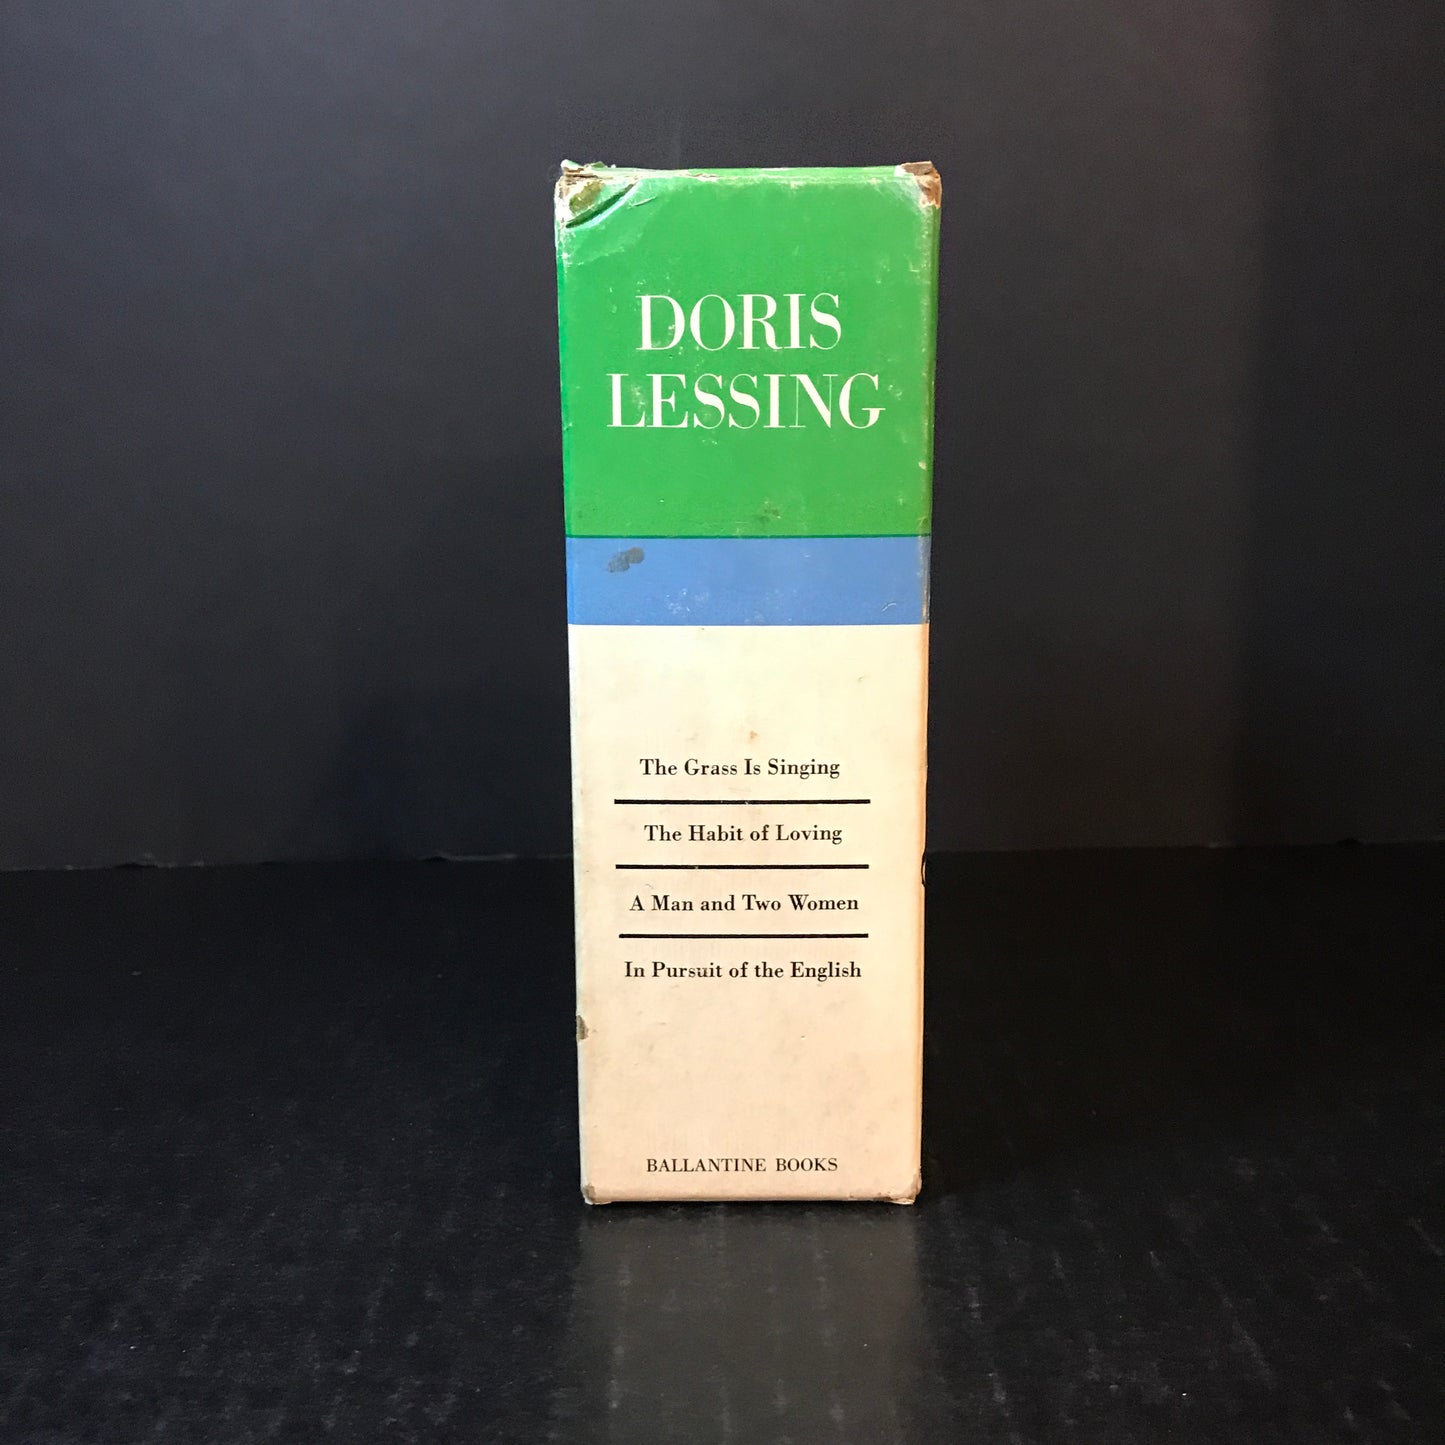 DORIS
LESSING
The Grass Is Singing
The Habit of Loving
A Man and Two Women
In Pursuit of the English
BALLANTINE BOOKS